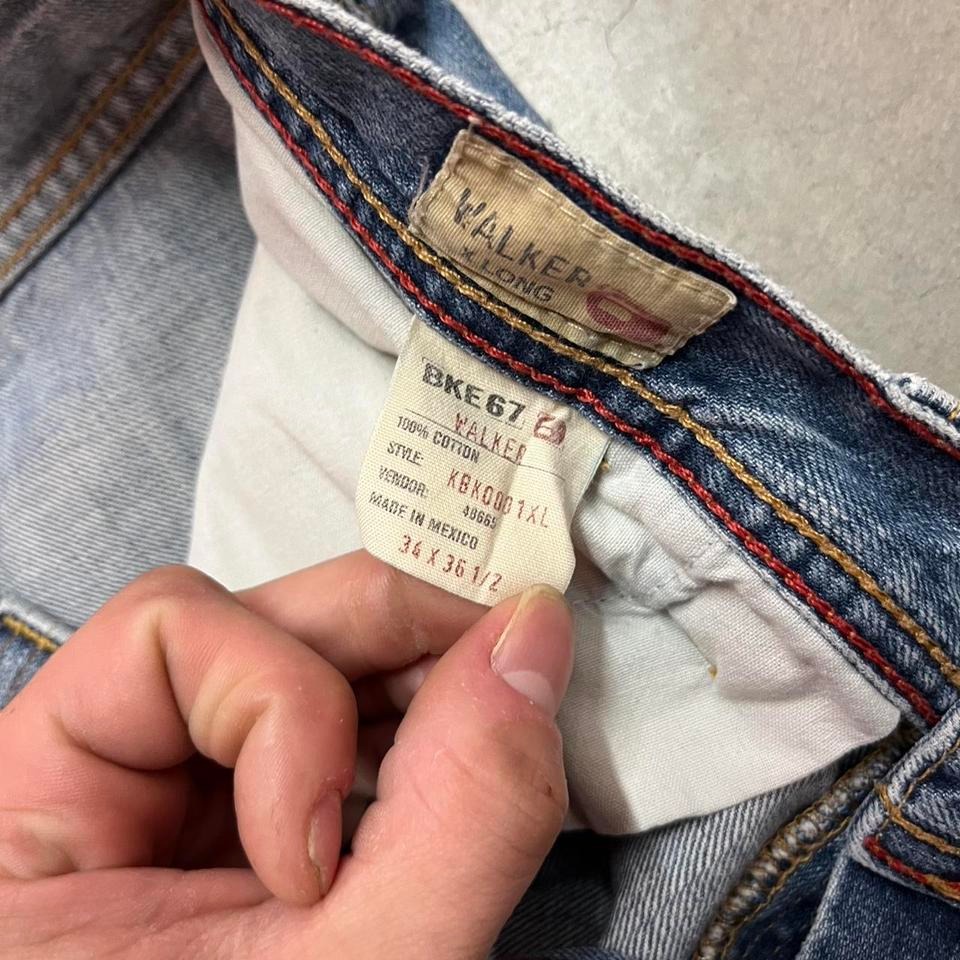 WALKER
X LONG
BKE67
WALKER
100% COTTON
STYLE: KBK0001XL
VENDOR: 40665
MADE IN MEXICO
34 X 36 1/2